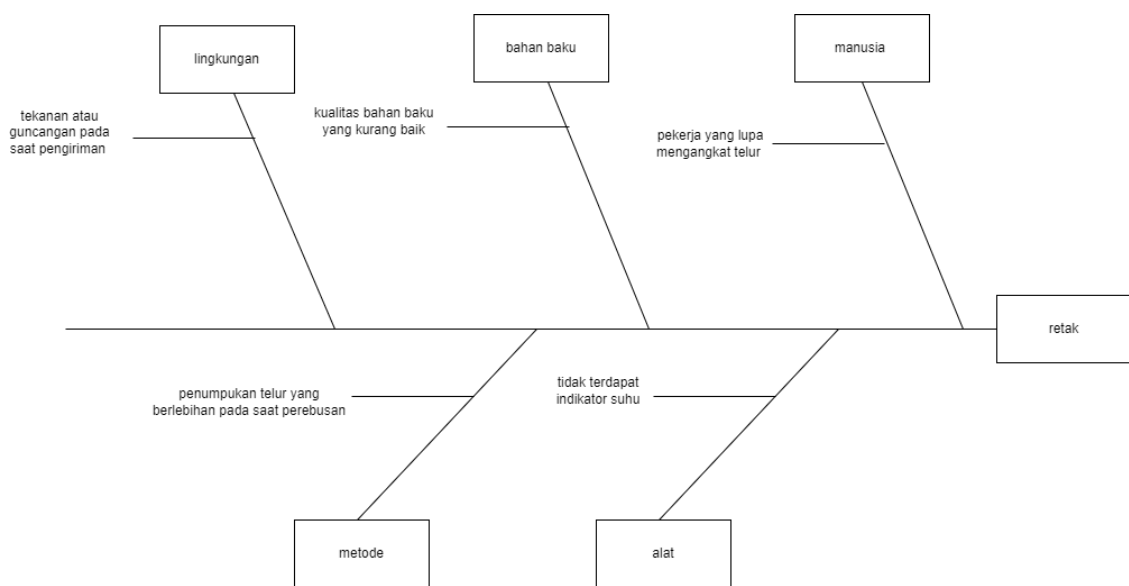 lingkungan
bahan baku
manusia
tekanan atau
guncangan pada
saat pengiriman
kualitas bahan baku
yang kurang baik
pekerja yang lupa
mengangkat telur
retak
penumpukan telur yang
berlebihan pada saat perebusan
tidak terdapat
indikator suhu
metode
alat